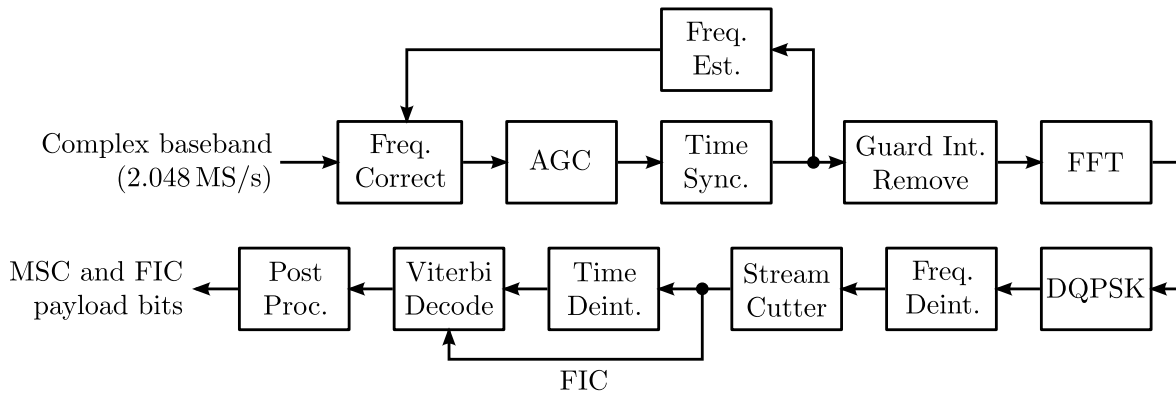 Freq.
Est.
Complex baseband
(2.048 MS/s)
Freq.
Correct
AGC
Time
Sync.
Guard Int.
Remove
FFT
MSC and FIC
payload bits
Post
Proc.
Viterbi
Decode
Time
Deint.
Stream
Cutter
Freq.
Deint.
DQPSK
FIC